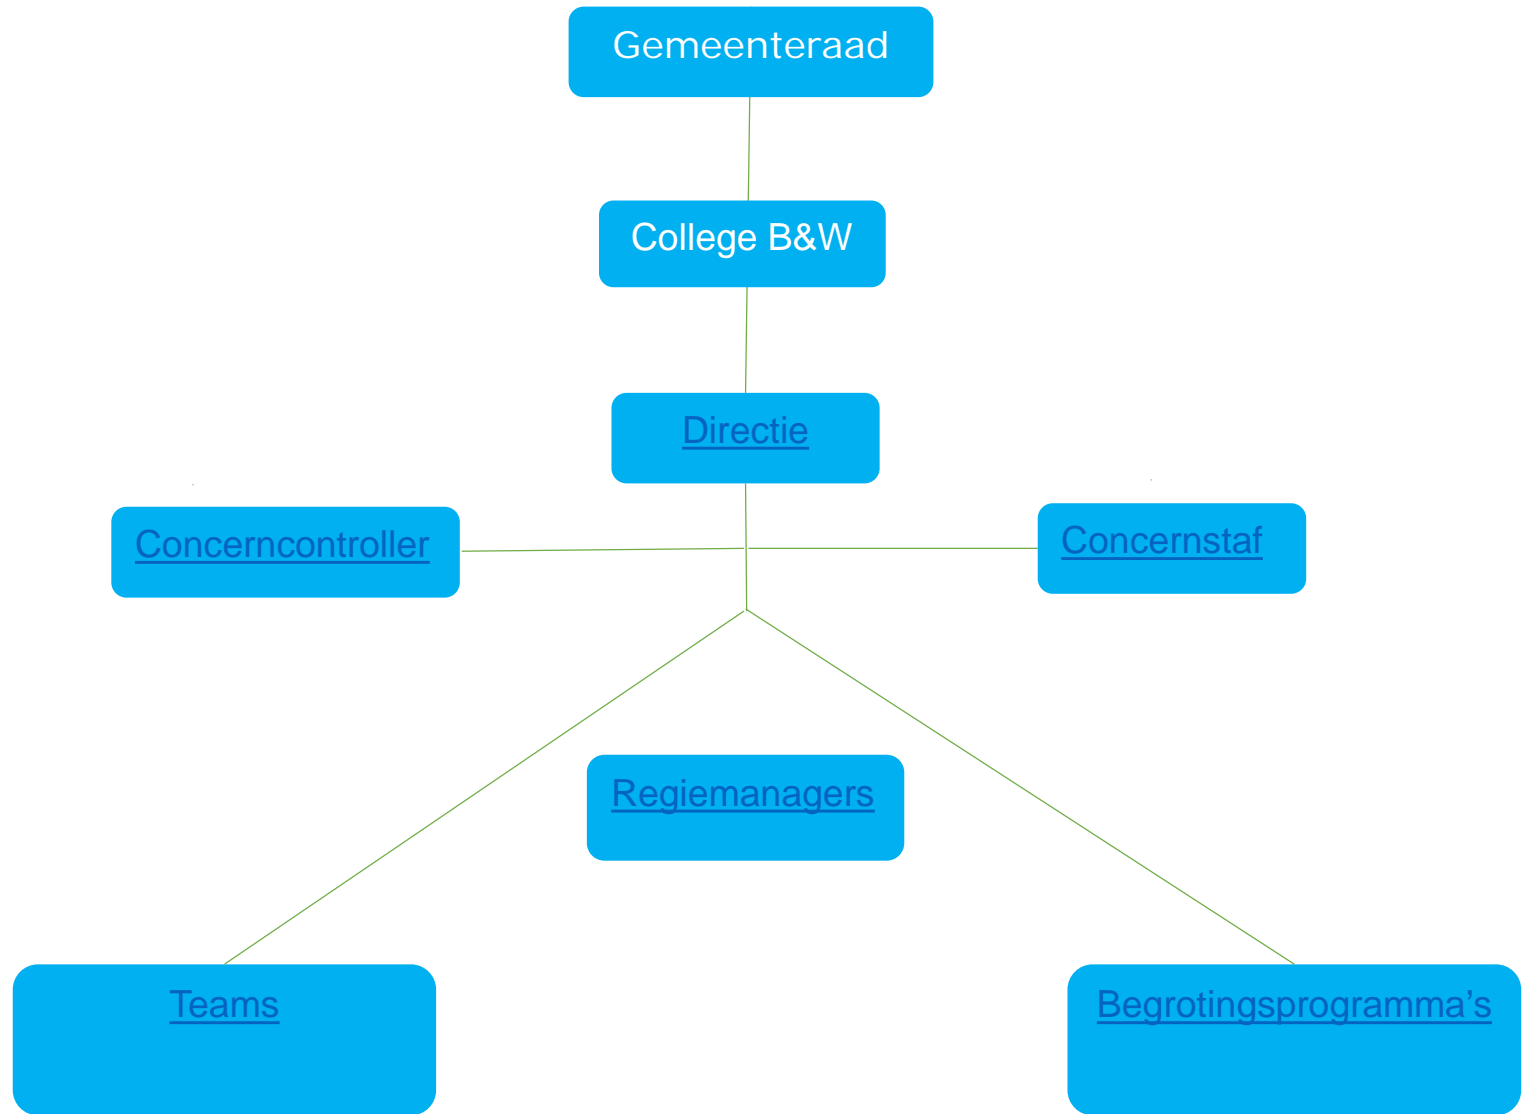 Gemeenteraad
College B&W
Directie
Concerncontroller
Concernstaf
Regiemanagers
Teams
Begrotingsprogramma’s